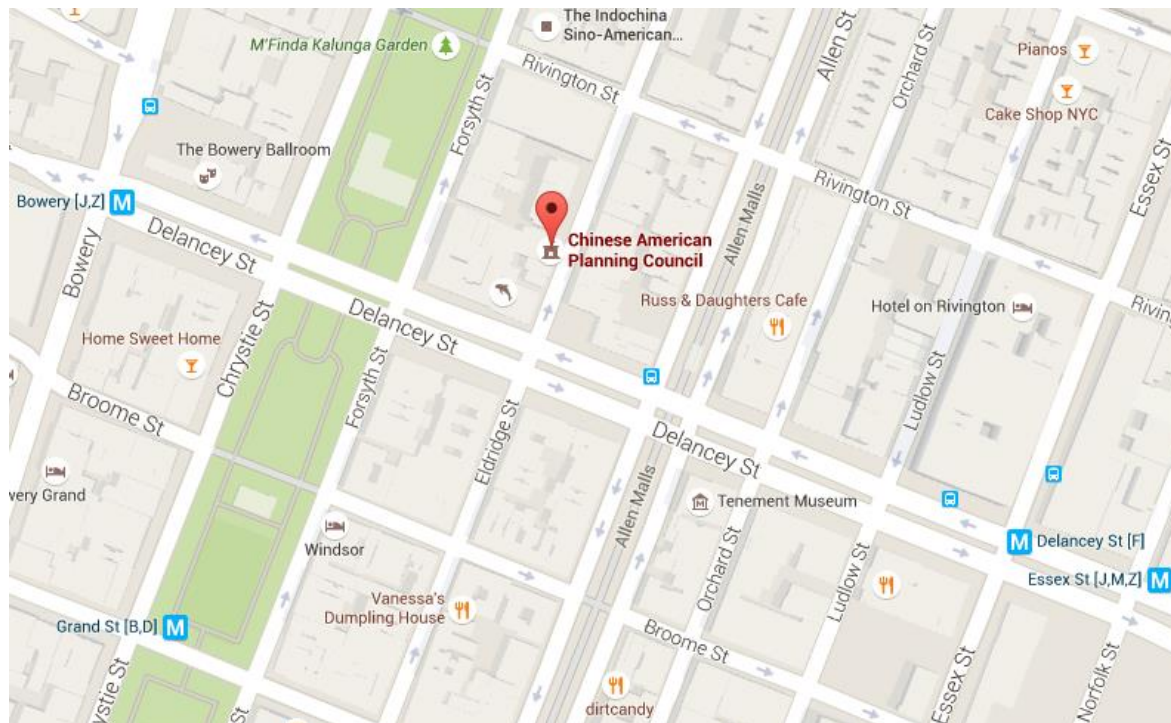 The Indochina
Sino-American...
M'Finda Kalunga Garden
Rivington St
Forsyth St
Allen St
Orchard St
Pianos
Cake Shop NYC
Essex St
The Bowery Ballroom
Bowery [J,Z]
M
Delancey St
Bowery
Chinese American
Planning Council
Allen Malls
Rivington St
Russ & Daughters Cafe
Hotel on Rivington
Rivin
Home Sweet Home
Chrystie St
Delancey St
Forsyth St
Ludlow St
Broome St
Eldridge St
Delancey St
wery Grand
Allen Malls
Tenement Museum
Windsor
Orchard St
Ludlow St
M
Delancey St [F]
Essex St [J,M,Z]
M
Vanessa's
Dumpling House
Grand St [B,D]
M
Broome St
Essex St
Norfolk St
ystie St
St
dirtcandy